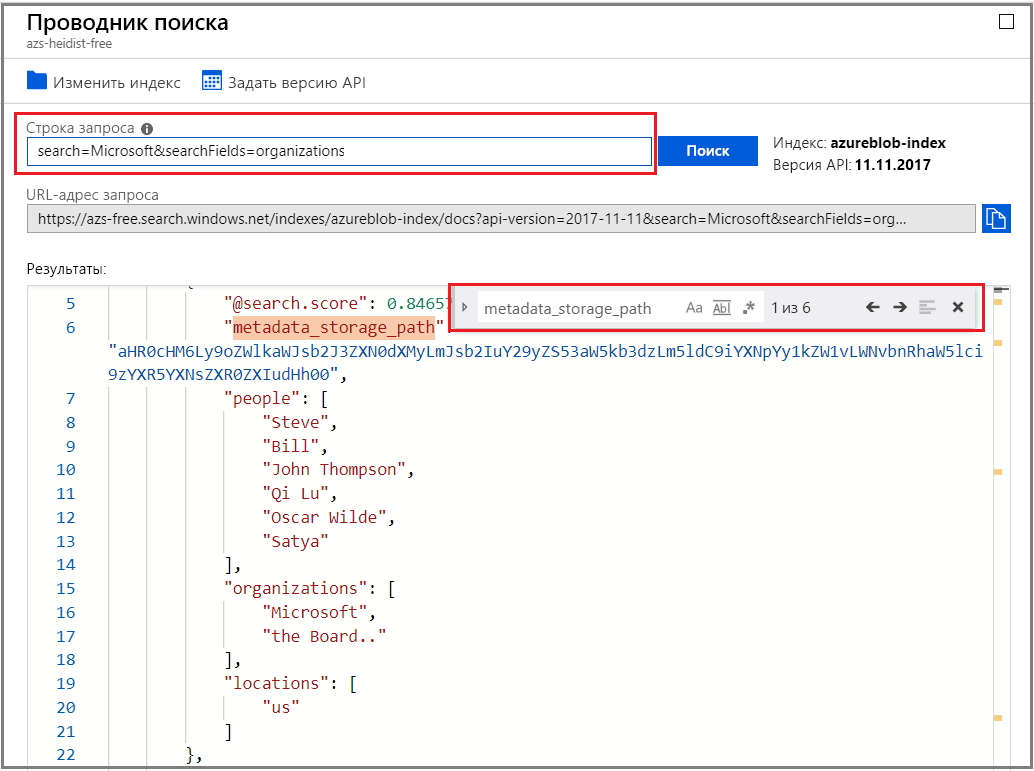 Проводник поиска
azs-heidist-free
Изменить индекс Задать версию API
Строка запроса
search=Microsoft&searchFields=organizations
Поиск
Индекс: azureblob-index
Версия API: 11.11.2017
URL-адрес запроса
https://azs-free.search.windows.net/indexes/azureblob-index/docs?api-version=2017-11-11&search=Microsoft&searchFields=org...
Результаты:
metadata_storage_path Aa Abl .* 1 из 6
5 "@search.score": 0.84657
6 "metadata_storage_path"
"aHR0cHM6Ly9oZWlkaWJsb2J3ZXN0dXMyLmJsb2IuY29yZS53aW5kb3dzLm5ldC9iYXNpYy1kZW1vLWNvbnRhaW5lci
9zYXR5YXNsZXR0ZXIudHh00",
7 "people": [
8 "Steve",
9 "Bill",
10 "John Thompson",
11 "Qi Lu",
12 "Oscar Wilde",
13 "Satya"
14 ],
15 "organizations": [
16 "Microsoft",
17 "the Board.."
18 ],
19 "locations": [
20 "us"
21 ]
22 },